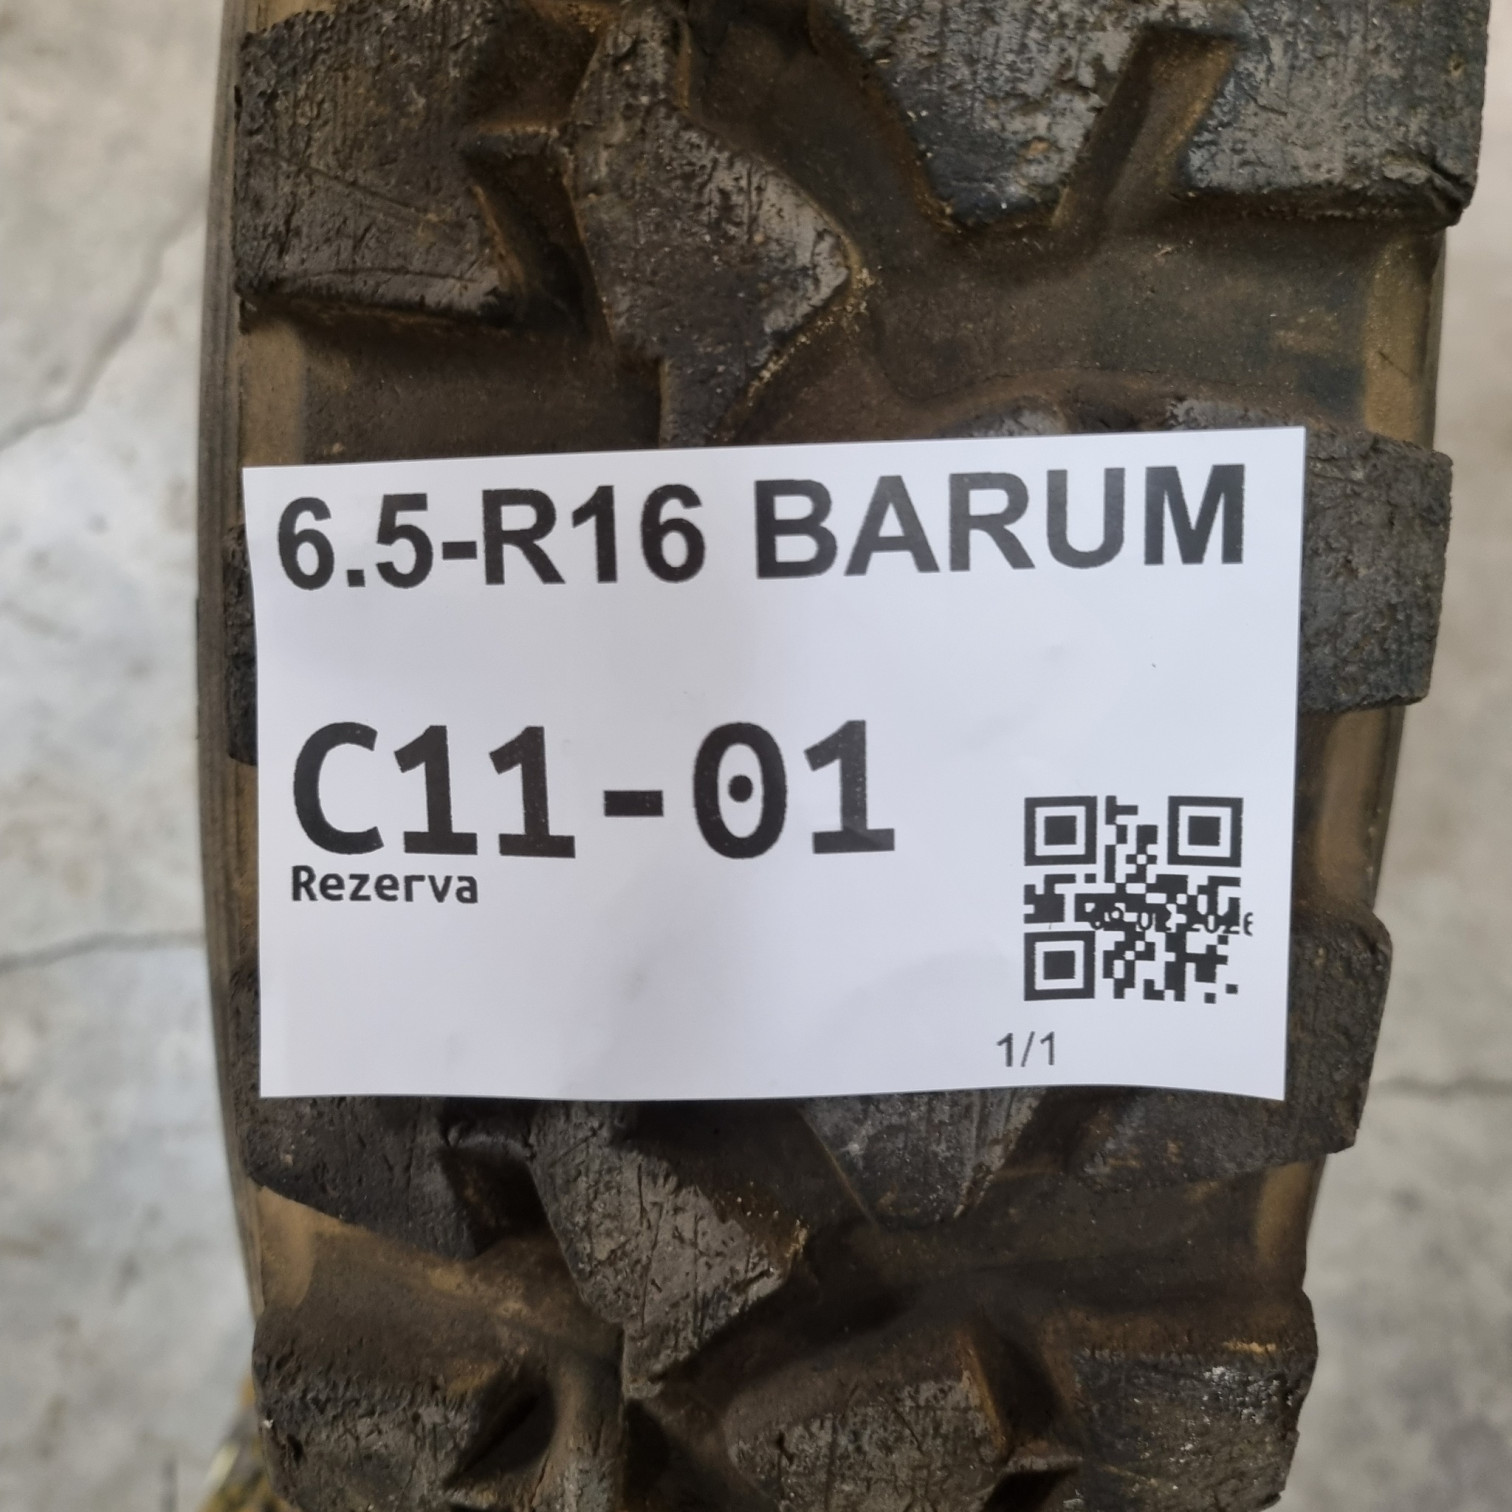 6.5-R16 BARUM
C11-01
Rezerva
1/1